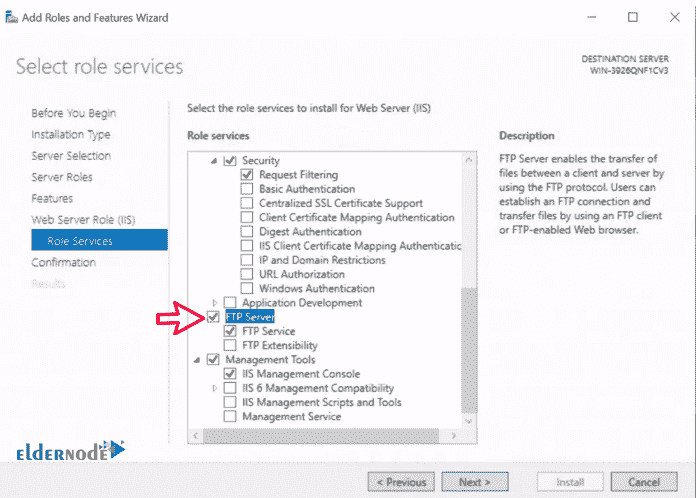 Add Roles and Features Wizard
Select role services
DESTINATION SERVER
WIN-3926QNF1CV3
Before You Begin
Installation Type
Server Selection
Server Roles
Features
Web Server Role (IIS)
Role Services
Confirmation
Results
Select the role services to install for Web Server (IIS)
Role services
Security
Request Filtering
Basic Authentication
Centralized SSL Certificate Support
Client Certificate Mapping Authentication
Digest Authentication
IIS Client Certificate Mapping Authenticatic
IP and Domain Restrictions
URL Authorization
Windows Authentication
Application Development
FTP Server
FTP Service
FTP Extensibility
Management Tools
IIS Management Console
IIS 6 Management Compatibility
IIS Management Scripts and Tools
Management Service
Description
FTP Server enables the transfer of
files between a client and server by
using the FTP protocol. Users can
establish an FTP connection and
transfer files by using an FTP client
or FTP-enabled Web browser.
eldernode
< Previous
Next >
Install
Cancel